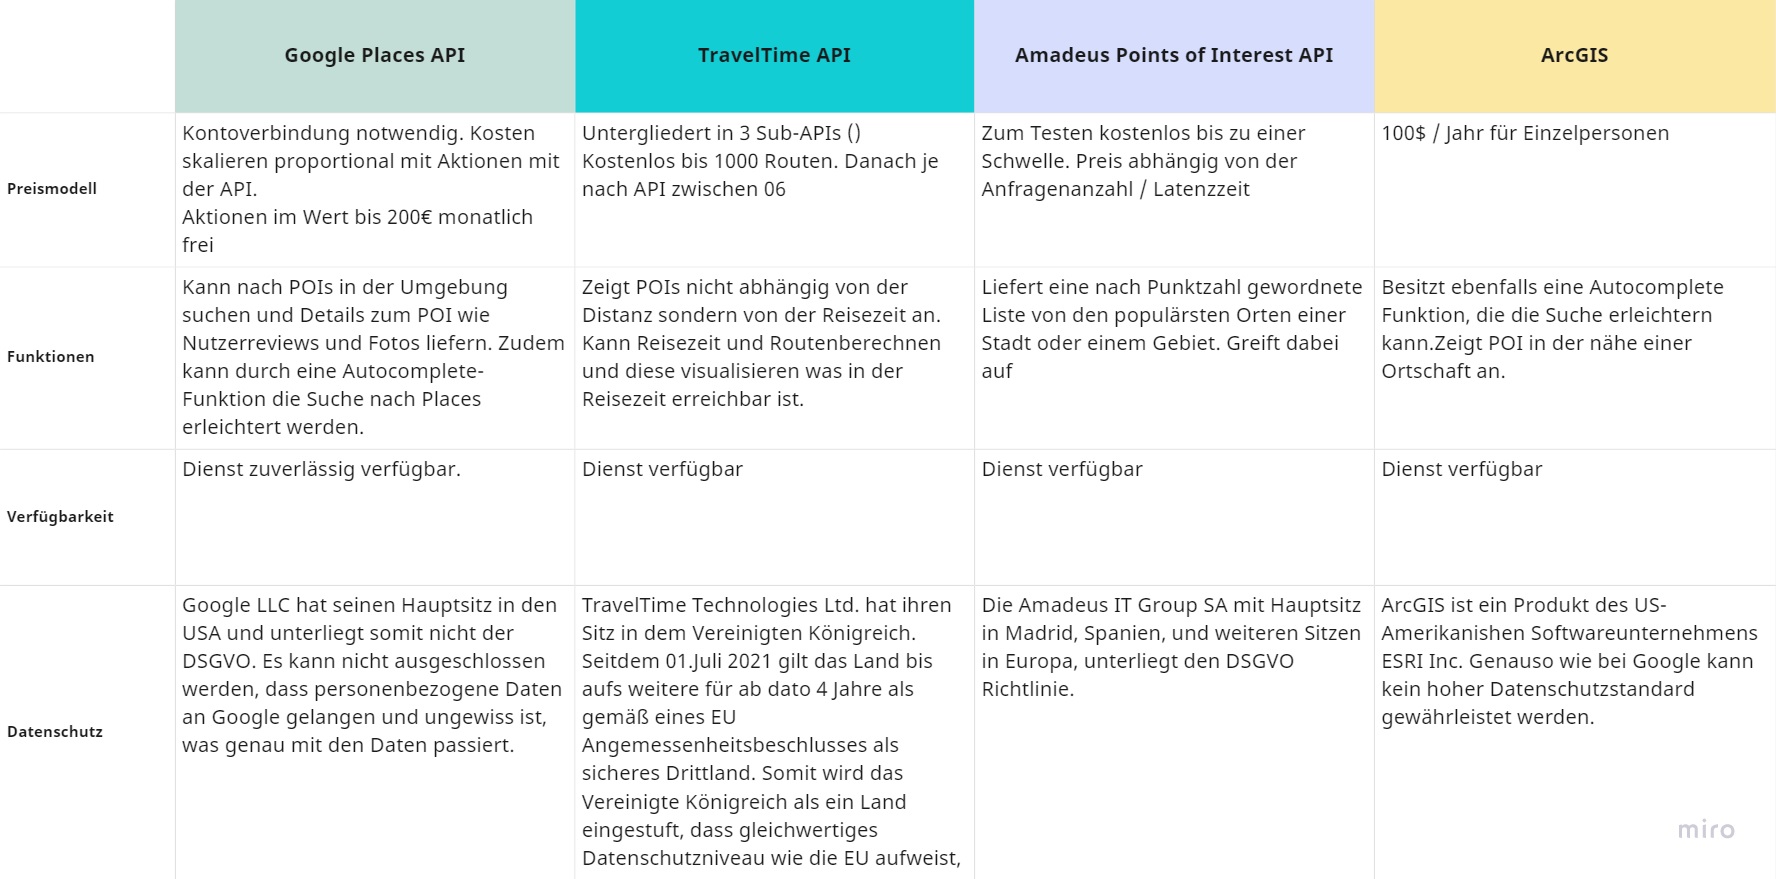 Google Places API
TravelTime API
Amadeus Points of Interest API
ArcGIS
Preismodell
Kontoverbindung notwendig. Kosten
skalieren proportional mit Aktionen mit
der API.
Aktionen im Wert bis 200€ monatlich
frei
Untergliedert in 3 Sub-APIs ()
Kostenlos bis 1000 Routen. Danach je
nach API zwischen 06
Zum Testen kostenlos bis zu einer
Schwelle. Preis abhängig von der
Anfragenanzahl / Latenzzeit
100$ / Jahr für Einzelpersonen
Funktionen
Kann nach POIs in der Umgebung
suchen und Details zum POI wie
Nutzerreviews und Fotos liefern. Zudem
kann durch eine Autocomplete-
Funktion die Suche nach Places
erleichtert werden.
Zeigt POIs nicht abhängig von der
Distanz sondern von der Reisezeit an.
Kann Reisezeit und Routenberechnen
und diese visualisieren was in der
Reisezeit erreichbar ist.
Liefert eine nach Punktzahl gewordnete
Liste von den populärsten Orten einer
Stadt oder einem Gebiet. Greift dabei
auf
Besitzt ebenfalls eine Autocomplete
Funktion, die die Suche erleichtern
kann.Zeigt POI in der nähe einer
Ortschaft an.
Verfügbarkeit
Dienst zuverlässig verfügbar.
Dienst verfügbar
Dienst verfügbar
Dienst verfügbar
Datenschutz
Google LLC hat seinen Hauptsitz in den
USA und unterliegt somit nicht der
DSGVO. Es kann nicht ausgeschlossen
werden, dass personenbezogene Daten
an Google gelangen und ungewiss ist,
was genau mit den Daten passiert.
TravelTime Technologies Ltd. hat ihren
Sitz in dem Vereinigten Königreich.
Seitdem 01.Juli 2021 gilt das Land bis
aufs weitere für ab dato 4 Jahre als
gemäß eines EU
Angemessenheitsbeschlusses als
sicheres Drittland. Somit wird das
Vereinigte Königreich als ein Land
eingestuft, dass gleichwertiges
Datenschutzniveau wie die EU aufweist,
Die Amadeus IT Group SA mit Hauptsitz
in Madrid, Spanien, und weiteren Sitzen
in Europa, unterliegt den DSGVO
Richtlinie.
ArcGIS ist ein Produkt des US-
Amerikanishen Softwareunternehmens
ESRI Inc. Genauso wie bei Google kann
kein hoher Datenschutzstandard
gewährleistet werden.
miro